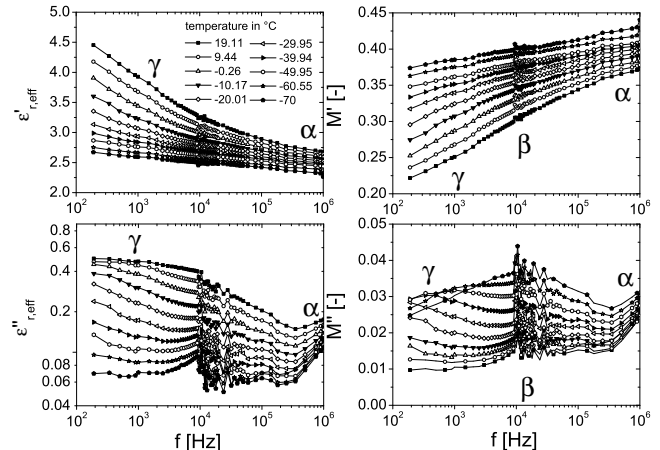 temperature in °C
19.11
9.44
-0.26
-10.17
-20.01
-29.95
-39.94
-49.95
-60.55
-70
γ
α
ε'r,eff
4.5
4.0
3.5
3.0
2.5
2.0
5.0
10² 10³ 10⁴ 10⁵ 10⁶
M' [-]
0.45
0.40
0.35
0.30
0.25
0.20
α
β
γ
10² 10³ 10⁴ 10⁵ 10⁶
ε''r,eff
0.8
0.6
0.4
0.2
0.08
0.06
0.04
γ
α
10² 10³ 10⁴ 10⁵ 10⁶
f [Hz]
M'' [-]
0.05
0.04
0.03
0.02
0.01
0.00
γ
α
β
10² 10³ 10⁴ 10⁵ 10⁶
f [Hz]